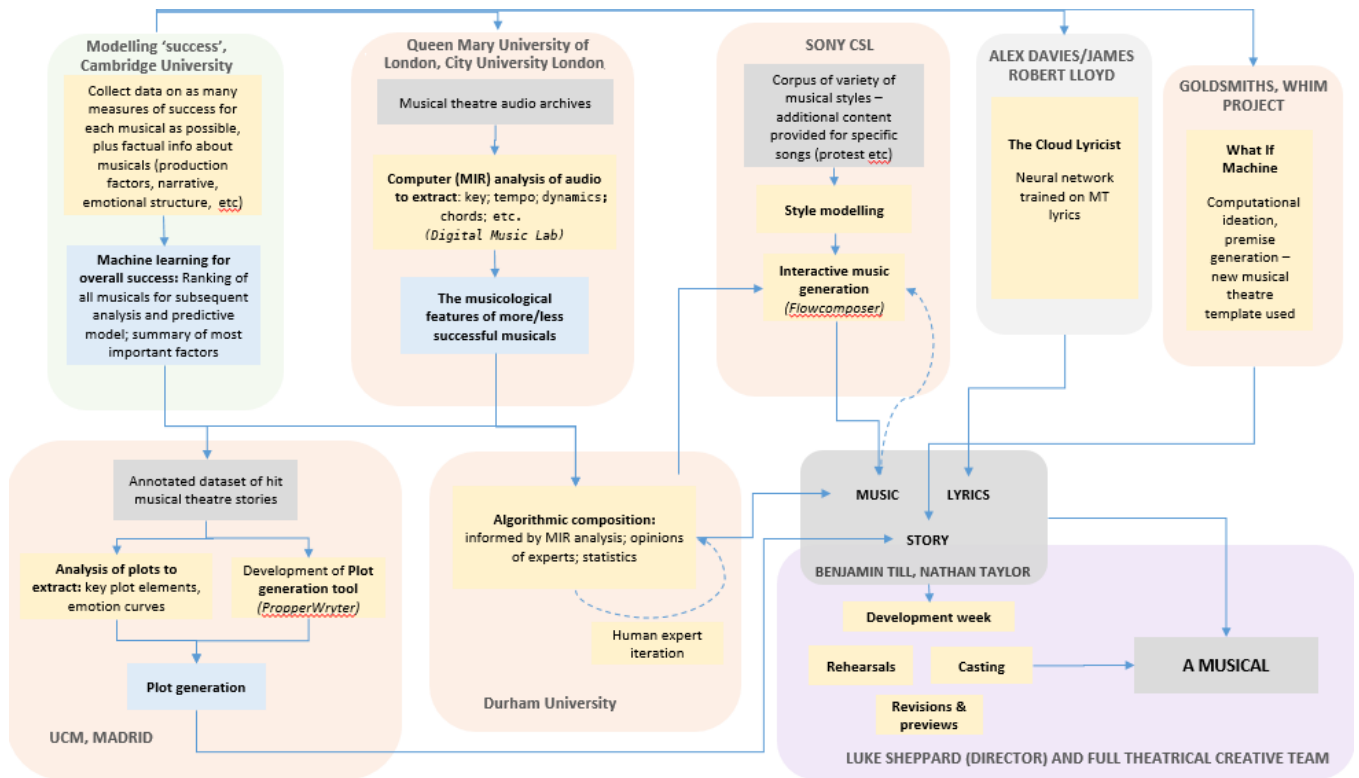 Modelling ‘success’,
Cambridge University
Collect data on as many
measures of success for
each musical as possible,
plus factual info about
musicals (production
factors, narrative,
emotional structure, etc)
Machine learning for
overall success: Ranking
of all musicals for subsequent
analysis and predictive
model; summary of most
important factors
Queen Mary University of
London, City University London
Musical theatre audio archives
Computer (MIR) analysis of audio
to extract: key; tempo; dynamics;
chords; etc.
(Digital Music Lab)
The musicological
features of more/less
successful musicals
SONY CSL
Corpus of variety of
musical styles –
additional content
provided for specific
songs (protest etc)
Style modelling
Interactive music
generation
(Flowcomposer)
ALEX DAVIES/JAMES
ROBERT LLOYD
The Cloud Lyricist
Neural network
trained on MT
lyrics
GOLDSMITHS, WHIM
PROJECT
What If
Machine
Computational
ideation,
premise
generation –
new musical
theatre
template used
Annotated dataset of hit
musical theatre stories
Analysis of plots to
extract: key plot elements,
emotion curves
Development of Plot
generation tool
(PropperWryter)
Plot generation
UCM, MADRID
Algorithmic composition:
informed by MIR analysis; opinions
of experts; statistics
Human expert
iteration
Durham University
MUSIC
LYRICS
STORY
BENJAMIN TILL, NATHAN TAYLOR
Development week
Rehearsals
Casting
Revisions &
previews
A MUSICAL
LUKE SHEPPARD (DIRECTOR) AND FULL THEATRICAL CREATIVE TEAM